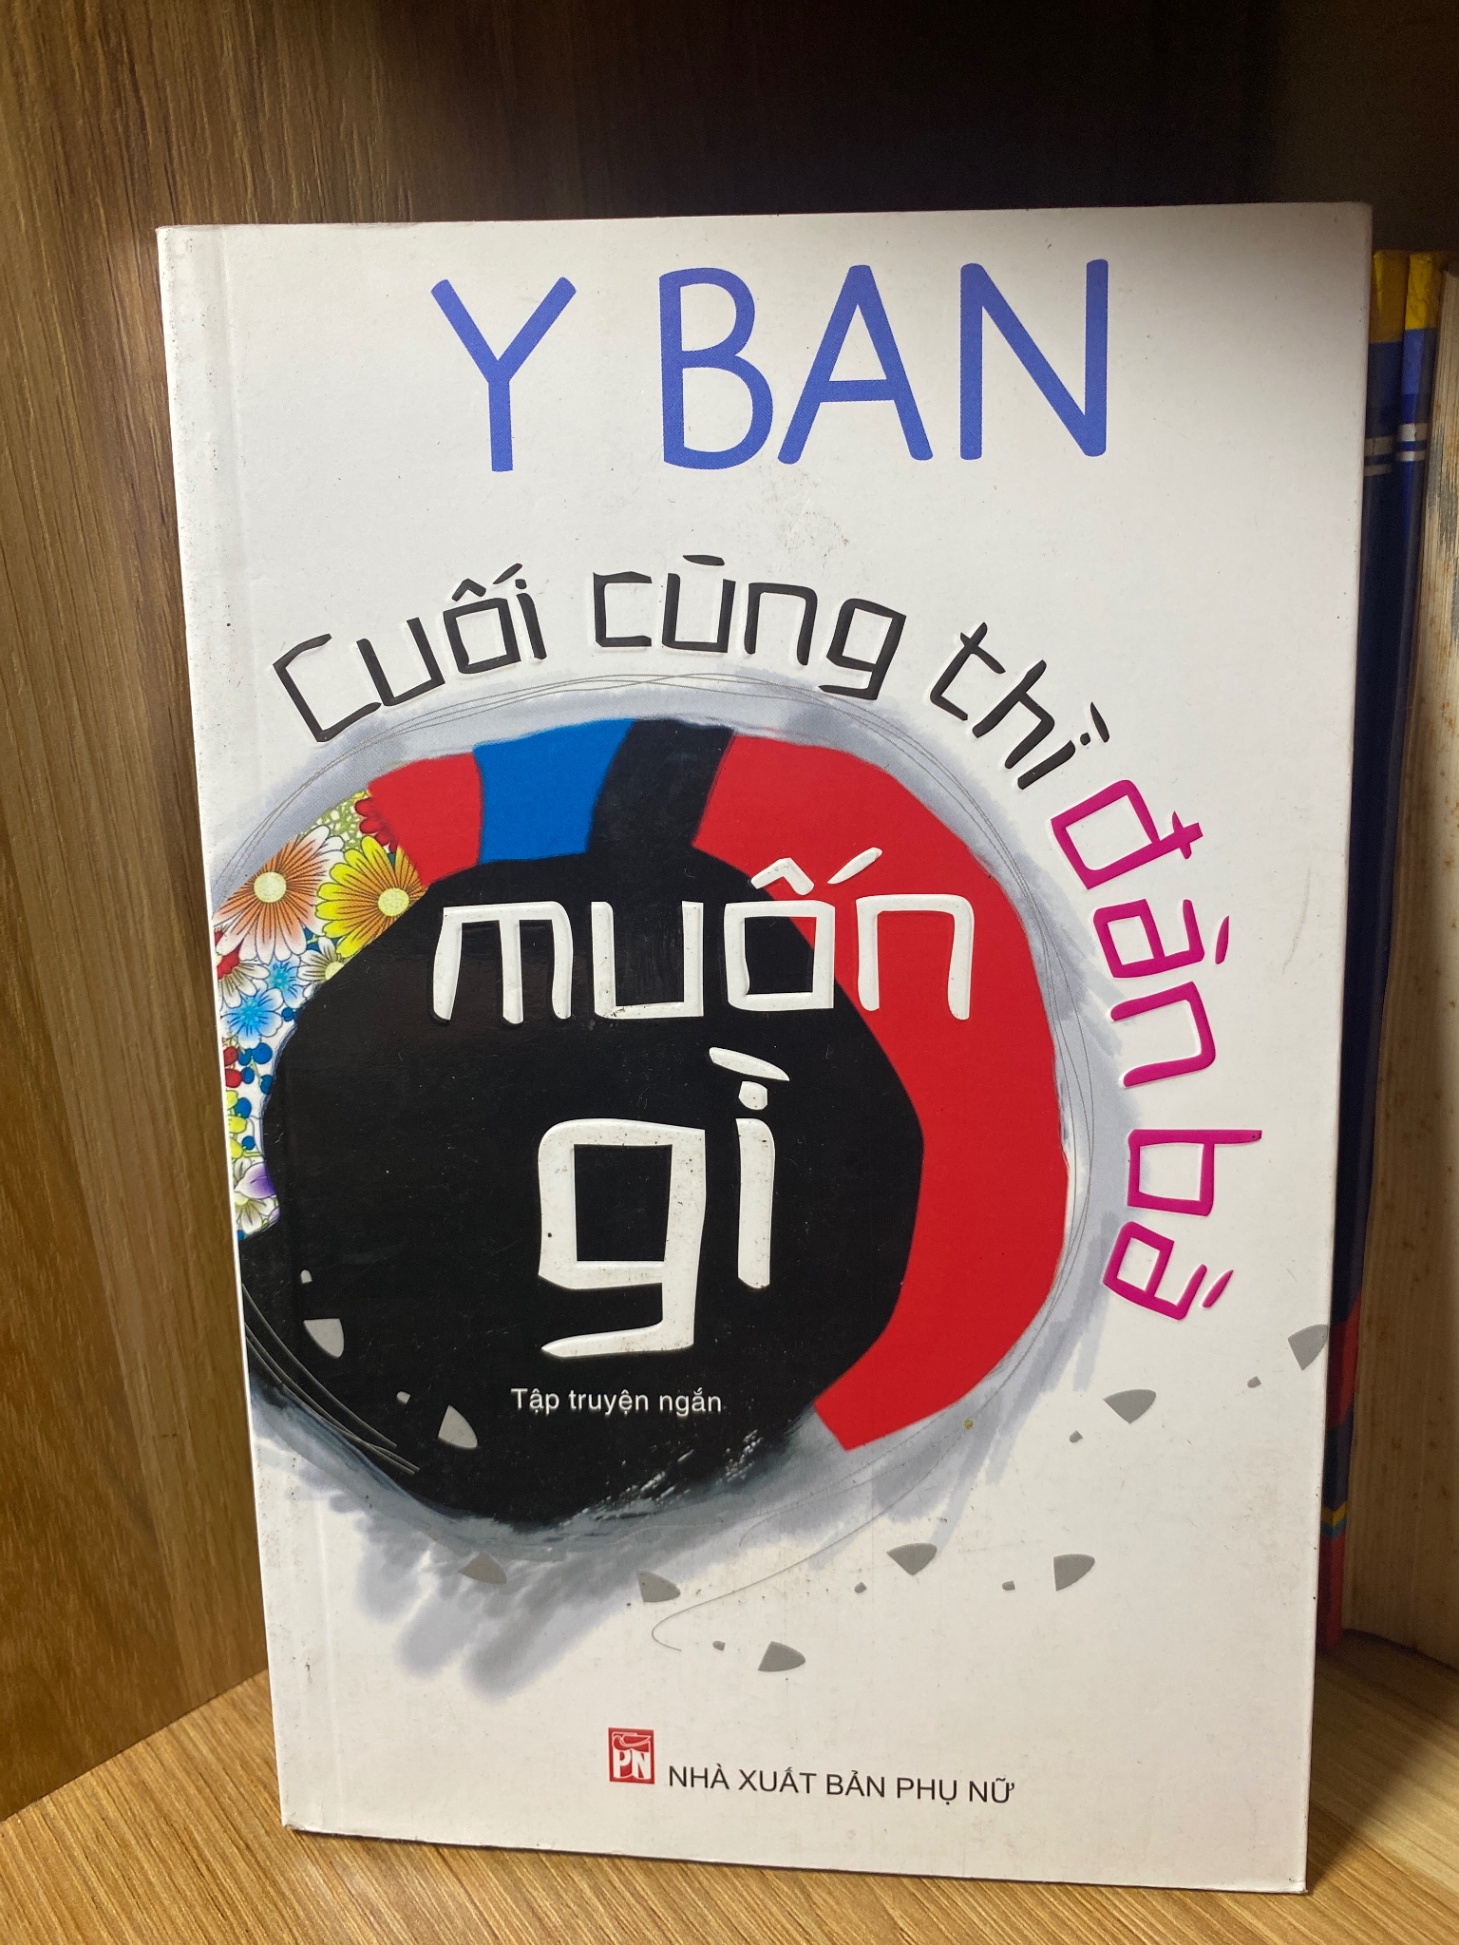 Y BAN
Cuối cùng thì đàn bà
muốn
gì
Tập truyện ngắn
PN NHÀ XUẤT BẢN PHỤ NỮ